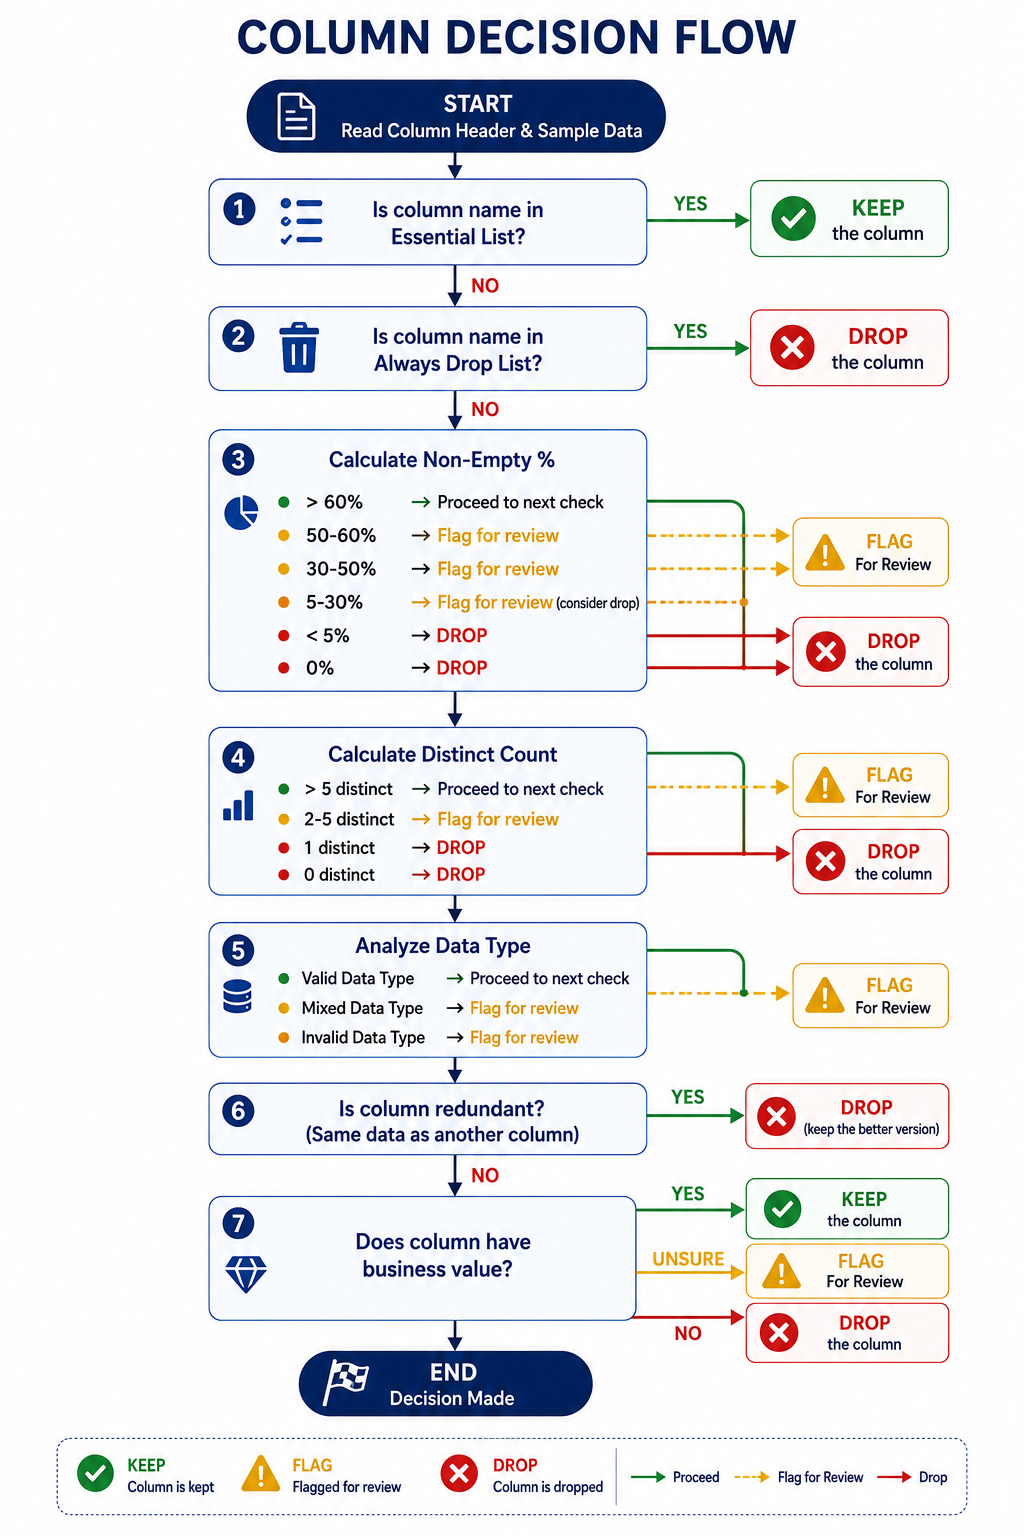 COLUMN DECISION FLOW
START
Read Column Header & Sample Data
1
Is column name in
Essential List?
YES
KEEP
the column
NO
2
Is column name in
Always Drop List?
YES
DROP
the column
NO
3
Calculate Non-Empty %
> 60% → Proceed to next check
50-60% → Flag for review
30-50% → Flag for review
5-30% → Flag for review (consider drop)
< 5% → DROP
0% → DROP
FLAG
For Review
DROP
the column
4
Calculate Distinct Count
> 5 distinct → Proceed to next check
2-5 distinct → Flag for review
1 distinct → DROP
0 distinct → DROP
FLAG
For Review
DROP
the column
5
Analyze Data Type
Valid Data Type → Proceed to next check
Mixed Data Type → Flag for review
Invalid Data Type → Flag for review
FLAG
For Review
6
Is column redundant?
(Same data as another column)
YES
DROP
(keep the better version)
NO
7
Does column have
business value?
YES
KEEP
the column
UNSURE
FLAG
For Review
NO
DROP
the column
END
Decision Made
KEEP
Column is kept
FLAG
Flagged for review
DROP
Column is dropped
Proceed
Flag for Review
Drop